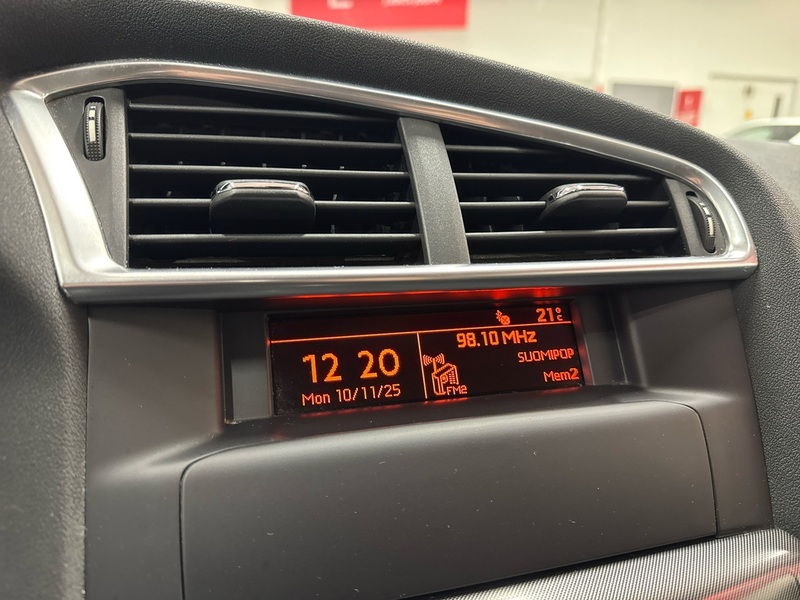 21°C
98.10 MHz
12 20
SUOMIPOP
FM2
Mem2
Mon 10/11/25